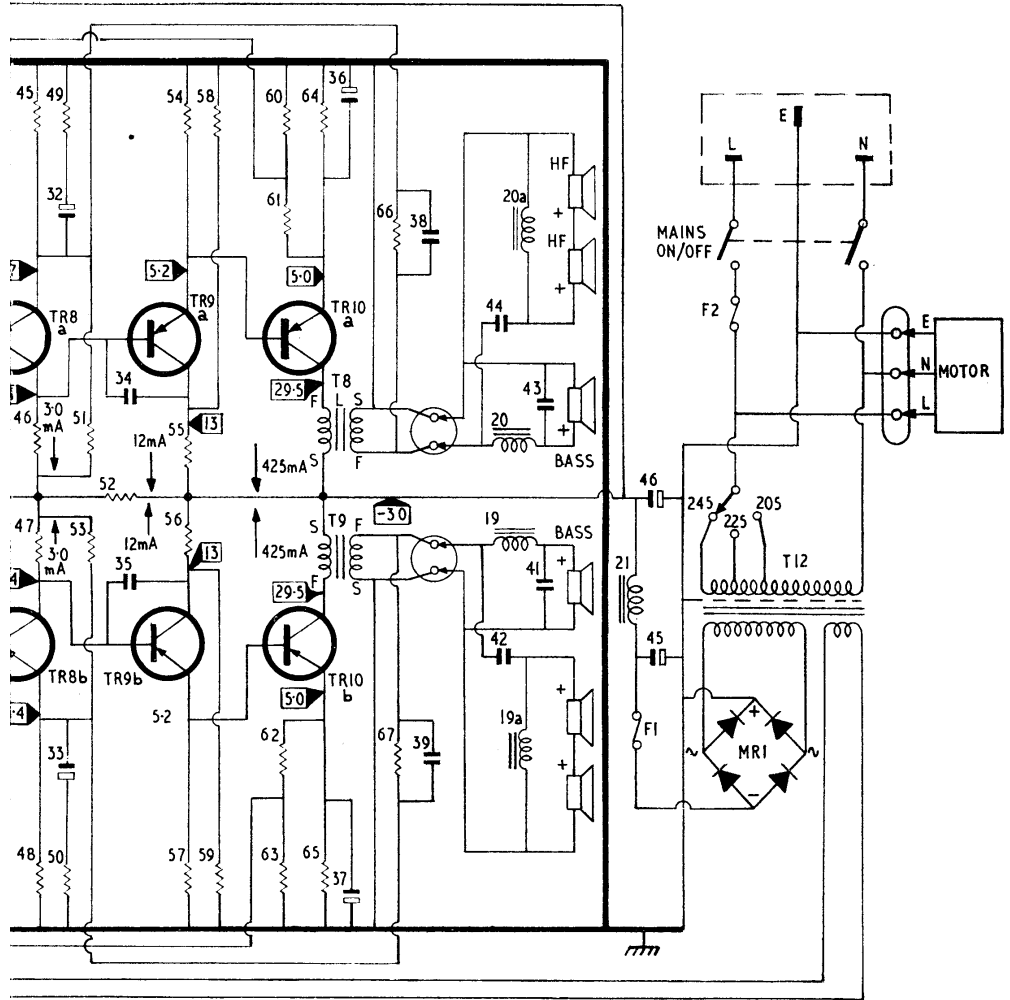 45
49
54
58
60
64
36
E
L
N
32
61
66
38
20a
HF
+
HF
+
MAINS
ON/OFF
5·2
5·0
TR8
a
TR9
a
TR10
a
44
F2
E
N
L
MOTOR
34
29·5
T8
F
L
S
S
F
43
+
BASS
20
46
3·0
mA
51
55
13
12mA
425mA
52
-30
46
245
225
205
T12
47
3·0
mA
53
56
13
12mA
425mA
35
S
T9
F
F
S
29·5
19
BASS
41
21
45
42
TR8b
TR9b
TR10
b
5·0
5·2
33
62
67
39
19a
+
+
F1
+
MR1
−
~
~
48
50
57
59
63
65
37